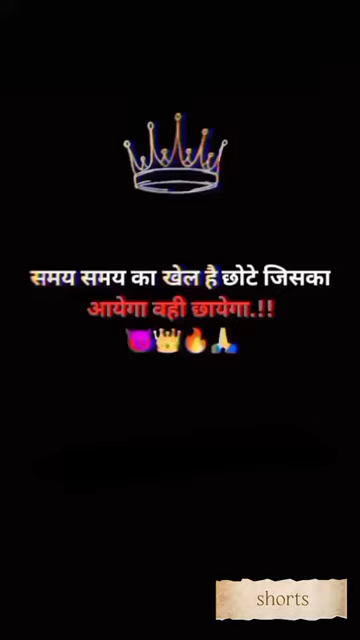 समय समय का खेल है छोटे जिसका
आयेगा वही छायेगा.!!
😈👑🔥🙏
shorts